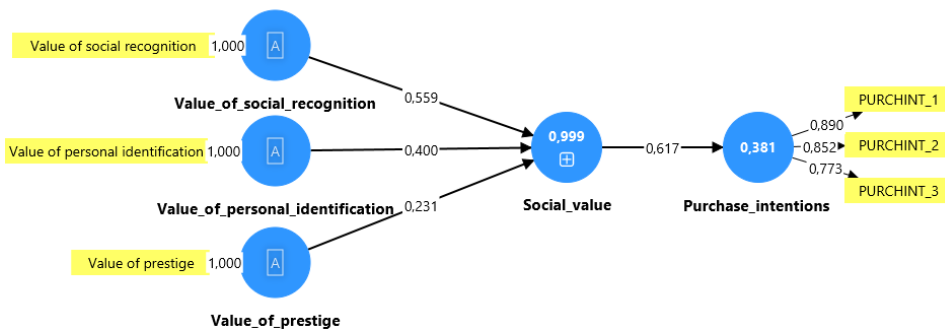 Value of social recognition
1,000
A
Value_of_social_recognition
0,559
Value of personal identification
1,000
A
Value_of_personal_identification
0,400
Value of prestige
1,000
A
Value_of_prestige
0,231
0,999
Social_value
0,617
0,381
Purchase_intentions
0,890
PURCHINT_1
0,852
PURCHINT_2
0,773
PURCHINT_3